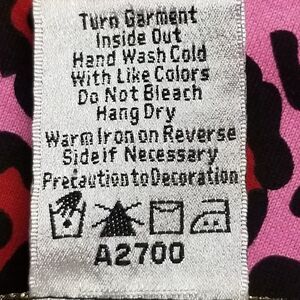 Turn Garment
Inside Out
Hand Wash Cold
With Like Colors
Do Not Bleach
Hang Dry
Warm Iron on Reverse
Side if Necessary
Precaution to Decoration
A2700